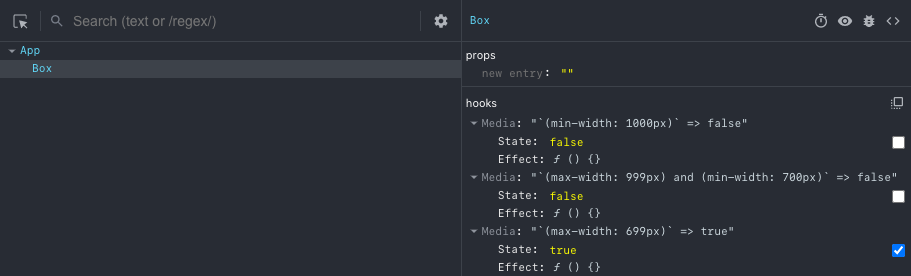 Search (text or /regex/)
App
Box
Box
props
new entry: ""
hooks
Media: "`(min-width: 1000px)` => false"
State: false
Effect: ƒ () {}
Media: "`(max-width: 999px) and (min-width: 700px)` => false"
State: false
Effect: ƒ () {}
Media: "`(max-width: 699px)` => true"
State: true
Effect: ƒ () {}